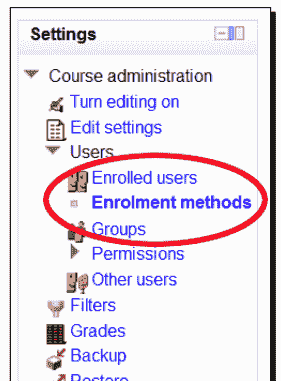 Settings
Course administration
Turn editing on
Edit settings
Users
Enrolled users
Enrolment methods
Groups
Permissions
Other users
Filters
Grades
Backup
Restore